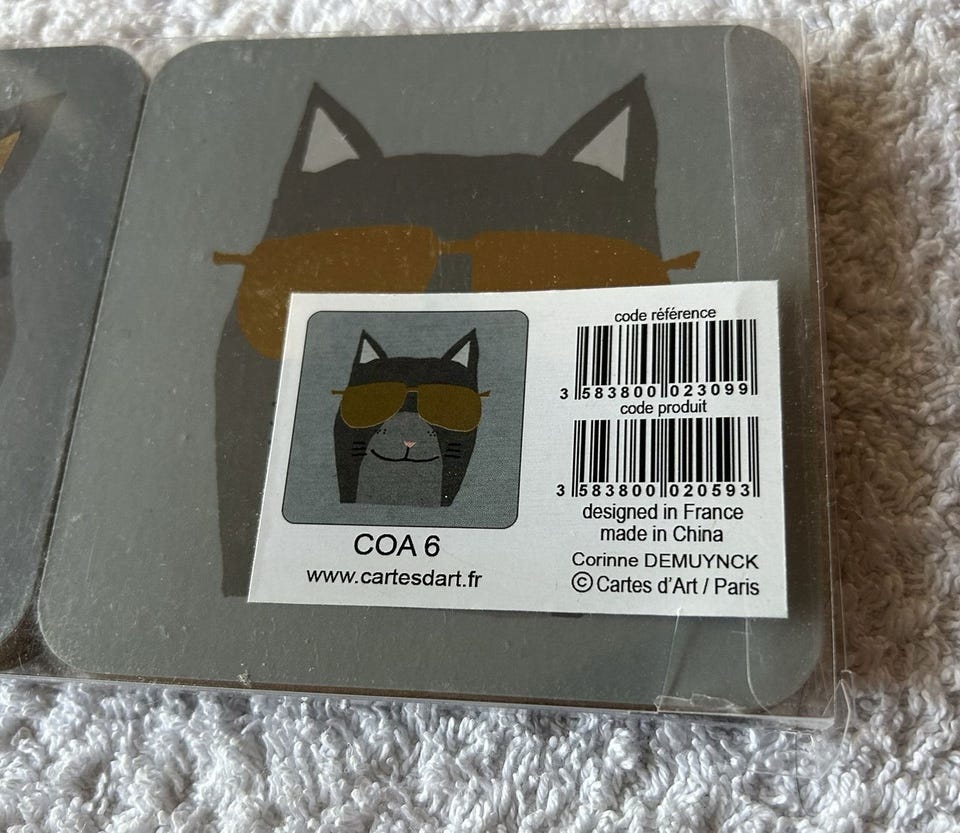 COA 6
www.cartesdart.fr
code référence
3 583800 023099
code produit
3 583800 020593
designed in France
made in China
Corinne DEMUYNCK
© Cartes d'Art / Paris